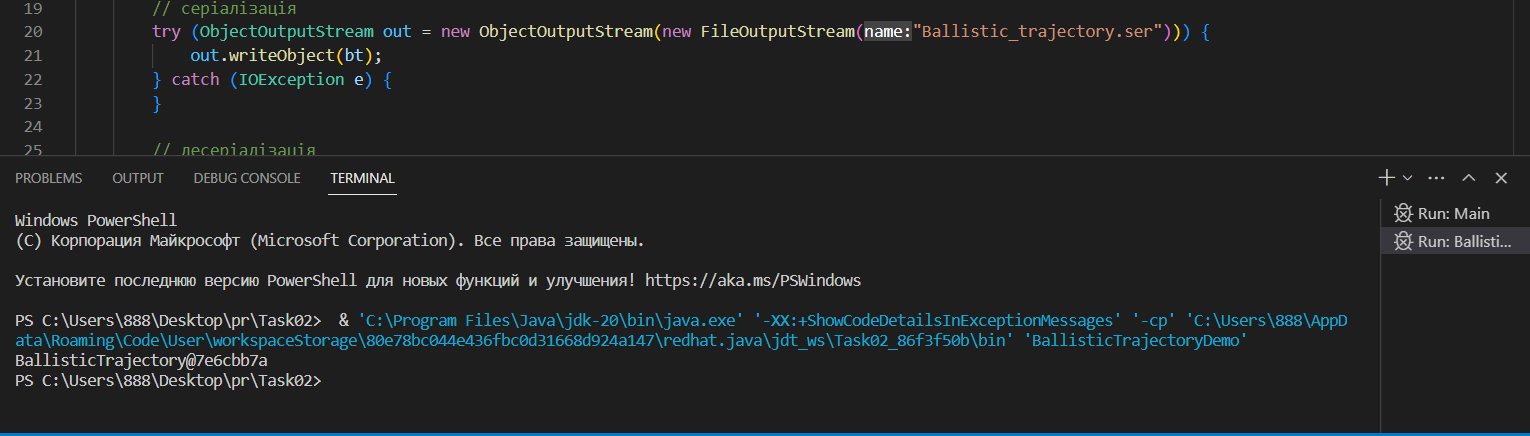 19 // серіалізація
20 try (ObjectOutputStream out = new ObjectOutputStream(new FileOutputStream(name:"Ballistic_trajectory.ser"))) {
21 out.writeObject(bt);
22 } catch (IOException e) {
23 }
24
25 // десеріалізація
PROBLEMS OUTPUT DEBUG CONSOLE TERMINAL
Windows PowerShell
(C) Корпорация Майкрософт (Microsoft Corporation). Все права защищены.
Установите последнюю версию PowerShell для новых функций и улучшения! https://aka.ms/PSWindows
PS C:\Users\888\Desktop\pr\Task02> & 'C:\Program Files\Java\jdk-20\bin\java.exe' '-XX:+ShowCodeDetailsInExceptionMessages' '-cp' 'C:\Users\888\AppD
ata\Roaming\Code\User\workspaceStorage\80e78bc044e436fbc0d31668d924a147\redhat.java\jdt_ws\Task02_86f3f50b\bin' 'BallisticTrajectoryDemo'
BallisticTrajectory@7e6cbb7a
PS C:\Users\888\Desktop\pr\Task02>
Run: Main
Run: Ballisti...